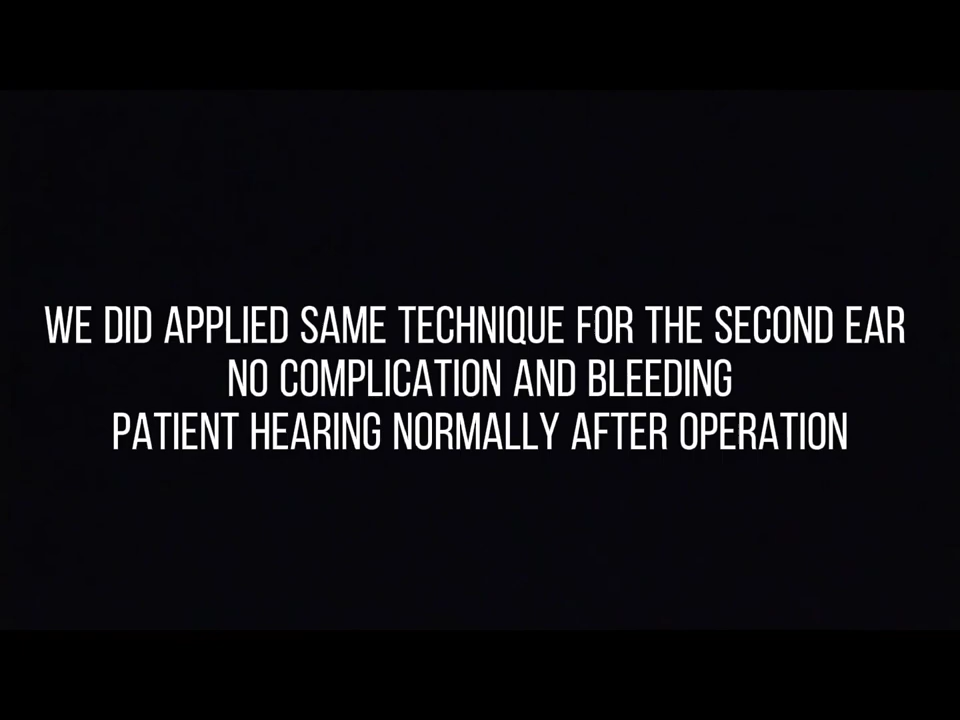 WE DID APPLIED SAME TECHNIQUE FOR THE SECOND EAR
NO COMPLICATION AND BLEEDING
PATIENT HEARING NORMALLY AFTER OPERATION